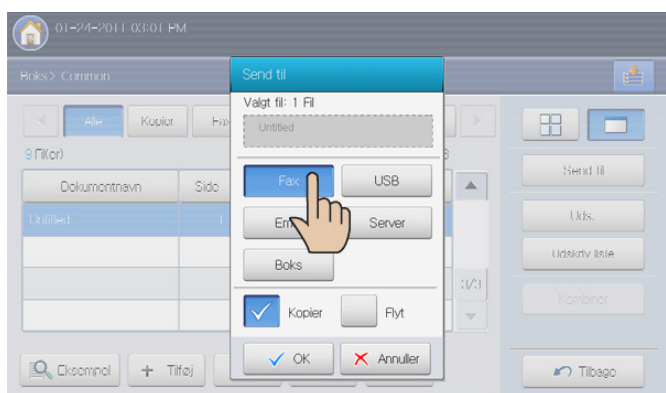 01-24-2011 03:01 PM
Boks > Common
Send til
Valgt fil: 1 Fil
Untitled
Alle
Kopier
9 Fil(er)
Dokumentnavn
Side
Untitled
1
Fax
USB
Server
Boks
3/3
Kopier
Flyt
OK
Annuller
Send til
Uds.
Udskriv liste
Kombiner
Eksempel
Tilføj
Tilbage